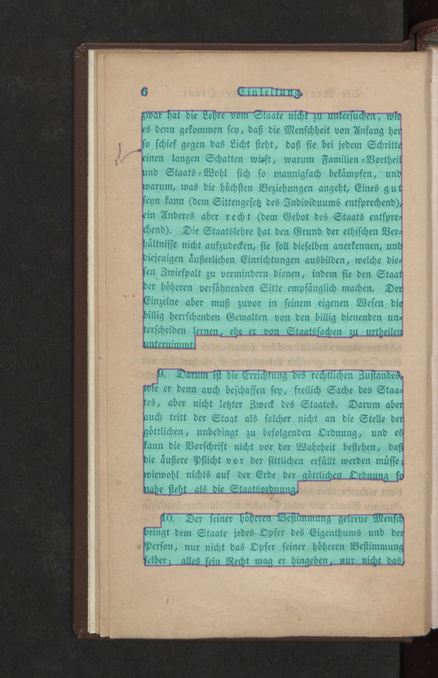 6 Einleitung.
zwar hat die Lehre vom Staate nicht zu untersuchen, wie
es denn gekommen sey, daß die Menschheit von Anfang her
so schief gegen das Licht steht, daß sie bei jedem Schritte
einen langen Schatten wirft, warum Familien-Vortheil
und Staats-Wohl sich so mannigfach bekämpfen, und
warum, was die höchsten Beziehungen angeht, Eines gut
seyn kann (dem Sittengesetz des Individuums entsprechend),
ein Anderes aber recht (dem Gebot des Staats entspre-
chend). Die Staatslehre hat den Grund der ethischen Ver-
hältnisse nicht aufzudecken, sie soll dieselben anerkennen, und
diejenigen äußerlichen Einrichtungen ausbilden, welche die-
sen Zwiespalt zu vermindern dienen, indem sie den Staat
der höheren versöhnenden Sitte empfänglich machen. Der
Einzelne aber muß zuvor in seinem eigenen Wesen die
billig herrschenden Gewalten von den billig dienenden un-
terscheiden lernen, ehe er von Staatssachen zu urtheilen
unternimmt.
9. Darum ist die Errichtung des rechtlichen Zustandes,
wie er denn auch beschaffen sey, freilich Sache des Staa-
tes, aber nicht letzter Zweck des Staates. Darum aber
auch tritt der Staat als solcher nicht an die Stelle der
göttlichen, unbedingt zu befolgenden Ordnung, und es
kann die Vorschrift nicht vor der Wahrheit bestehen, daß
die äußere Pflicht vor der sittlichen erfüllt werden müsse;
wiewohl nichts auf der Erde der göttlichen Ordnung so
nahe steht als die Staatsordnung.
10. Der seiner höheren Bestimmung getreue Mensch
bringt dem Staate jedes Opfer des Eigenthums und der
Person, nur nicht das Opfer seiner höheren Bestimmung
selber; alles sein Recht mag er hingeben, nur nicht das